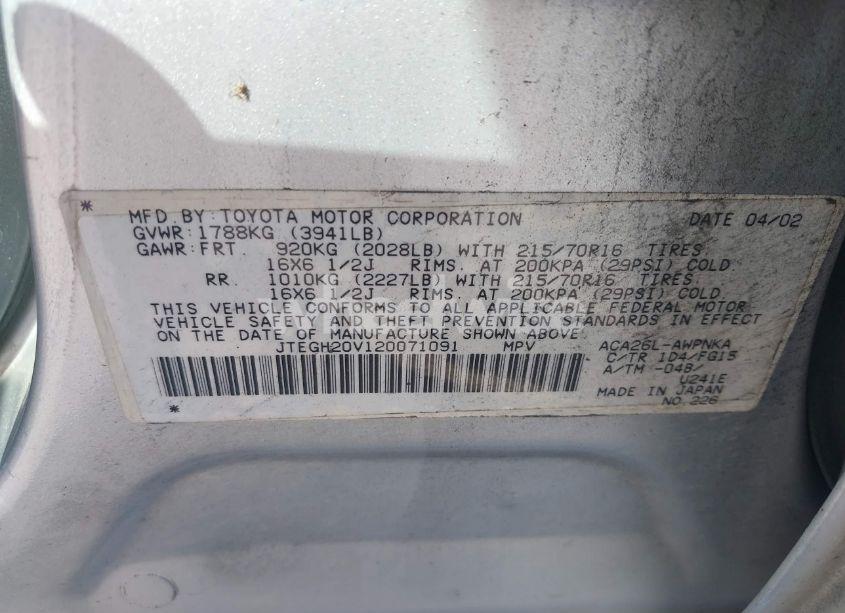 *
MFD.BY:TOYOTA MOTOR CORPORATION DATE 04/02
GVWR:1788KG (3941LB)
GAWR:FRT. 920KG (2028LB) WITH 215/70R16 TIRES
16X6 1/2J RIMS. AT 200KPA (29PSI) COLD
RR. 1010KG (2227LB) WITH 215/70R16 TIRES
16X6 1/2J RIMS. AT 200KPA (29PSI) COLD
THIS VEHICLE CONFORMS TO ALL APPLICABLE FEDERAL MOTOR
VEHICLE SAFETY AND THEFT PREVENTION STANDARDS IN EFFECT
ON THE DATE OF MANUFACTURE SHOWN ABOVE.
JTEGH20V120071091 MPV ACA26L-AWPNKA
C/TR 1D4/FG15
A/TM -04B/
U241E
MADE IN JAPAN
* NO.226